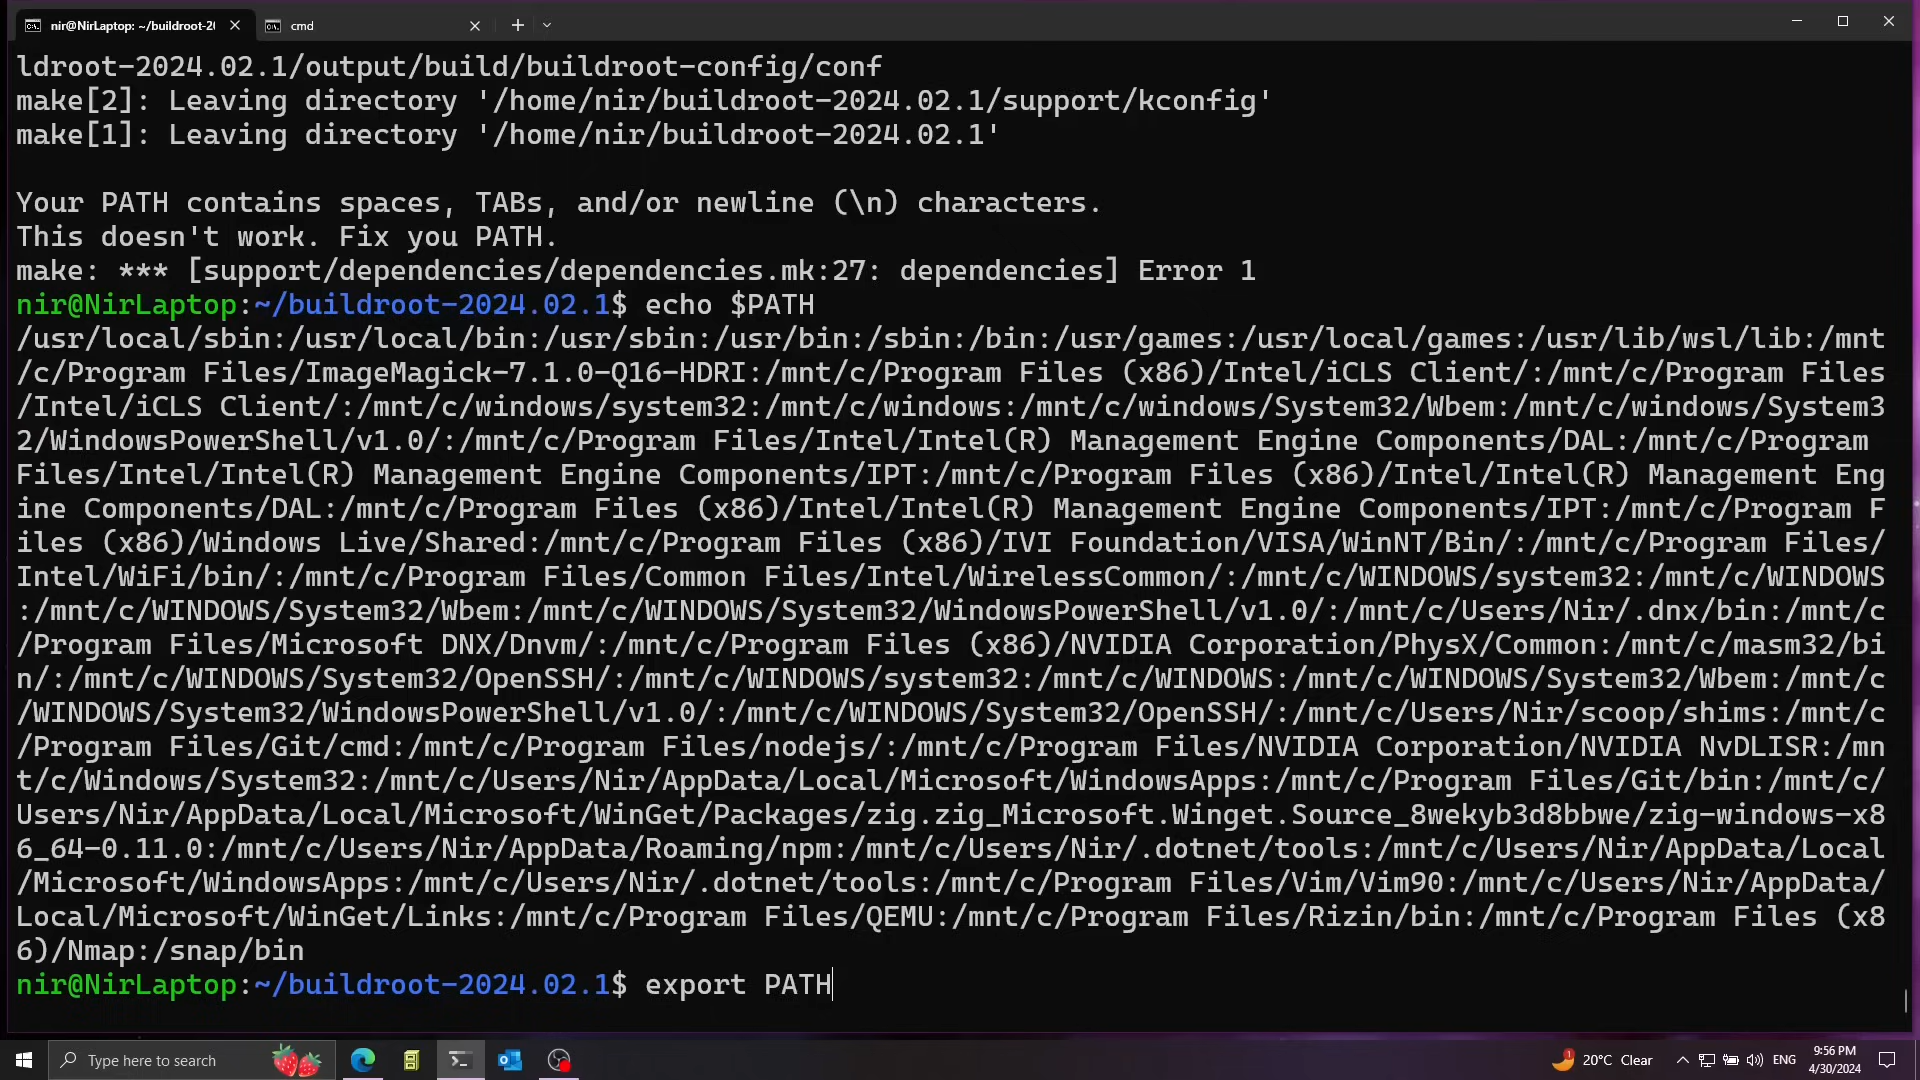 nir@NirLaptop: ~/buildroot-20
cmd
ldroot-2024.02.1/output/build/buildroot-config/conf
make[2]: Leaving directory '/home/nir/buildroot-2024.02.1/support/kconfig'
make[1]: Leaving directory '/home/nir/buildroot-2024.02.1'
Your PATH contains spaces, TABs, and/or newline (\n) characters.
This doesn't work. Fix you PATH.
make: *** [support/dependencies/dependencies.mk:27: dependencies] Error 1
nir@NirLaptop:~/buildroot-2024.02.1$ echo $PATH
/usr/local/sbin:/usr/local/bin:/usr/sbin:/usr/bin:/sbin:/bin:/usr/games:/usr/local/games:/usr/lib/wsl/lib:/mnt
/c/Program Files/ImageMagick-7.1.0-Q16-HDRI:/mnt/c/Program Files (x86)/Intel/iCLS Client/:/mnt/c/Program Files
/Intel/iCLS Client/:/mnt/c/windows/system32:/mnt/c/windows:/mnt/c/windows/System32/Wbem:/mnt/c/windows/System3
2/WindowsPowerShell/v1.0/:/mnt/c/Program Files/Intel/Intel(R) Management Engine Components/DAL:/mnt/c/Program
Files/Intel/Intel(R) Management Engine Components/IPT:/mnt/c/Program Files (x86)/Intel/Intel(R) Management Eng
ine Components/DAL:/mnt/c/Program Files (x86)/Intel/Intel(R) Management Engine Components/IPT:/mnt/c/Program F
iles (x86)/Windows Live/Shared:/mnt/c/Program Files (x86)/IVI Foundation/VISA/WinNT/Bin/:/mnt/c/Program Files/
Intel/WiFi/bin/:/mnt/c/Program Files/Common Files/Intel/WirelessCommon/:/mnt/c/WINDOWS/system32:/mnt/c/WINDOWS
:/mnt/c/WINDOWS/System32/Wbem:/mnt/c/WINDOWS/System32/WindowsPowerShell/v1.0/:/mnt/c/Users/Nir/.dnx/bin:/mnt/c
/Program Files/Microsoft DNX/Dnvm/:/mnt/c/Program Files (x86)/NVIDIA Corporation/PhysX/Common:/mnt/c/masm32/bi
n/:/mnt/c/WINDOWS/System32/OpenSSH/:/mnt/c/WINDOWS/system32:/mnt/c/WINDOWS:/mnt/c/WINDOWS/System32/Wbem:/mnt/c
/WINDOWS/System32/WindowsPowerShell/v1.0/:/mnt/c/WINDOWS/System32/OpenSSH/:/mnt/c/Users/Nir/scoop/shims:/mnt/c
/Program Files/Git/cmd:/mnt/c/Program Files/nodejs/:/mnt/c/Program Files/NVIDIA Corporation/NVIDIA NvDLISR:/mn
t/c/Windows/System32:/mnt/c/Users/Nir/AppData/Local/Microsoft/WindowsApps:/mnt/c/Program Files/Git/bin:/mnt/c/
Users/Nir/AppData/Local/Microsoft/WinGet/Packages/zig.zig_Microsoft.Winget.Source_8wekyb3d8bbwe/zig-windows-x8
6_64-0.11.0:/mnt/c/Users/Nir/AppData/Roaming/npm:/mnt/c/Users/Nir/.dotnet/tools:/mnt/c/Users/Nir/AppData/Local
/Microsoft/WindowsApps:/mnt/c/Users/Nir/.dotnet/tools:/mnt/c/Program Files/Vim/Vim90:/mnt/c/Users/Nir/AppData/
Local/Microsoft/WinGet/Links:/mnt/c/Program Files/QEMU:/mnt/c/Program Files/Rizin/bin:/mnt/c/Program Files (x8
6)/Nmap:/snap/bin
nir@NirLaptop:~/buildroot-2024.02.1$ export PATH
Type here to search
1
20°C Clear
ENG
9:56 PM
4/30/2024